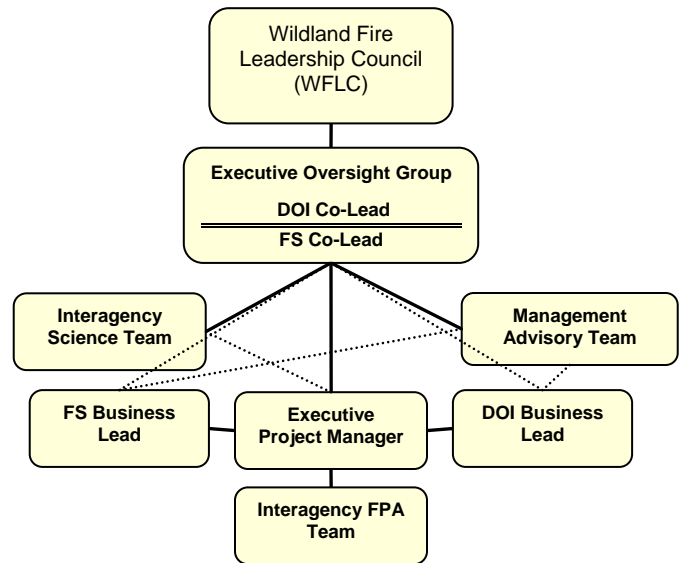 Wildland Fire
Leadership Council
(WFLC)
Executive Oversight Group
DOI Co-Lead
FS Co-Lead
Interagency
Science Team
Management
Advisory Team
FS Business
Lead
Executive
Project Manager
DOI Business
Lead
Interagency FPA
Team